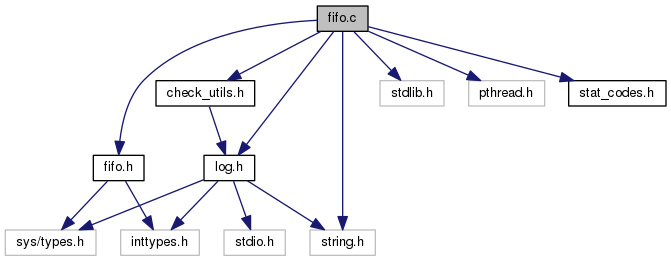 fifo.c
check_utils.h
stdlib.h
pthread.h
stat_codes.h
fifo.h
log.h
sys/types.h
inttypes.h
stdio.h
string.h